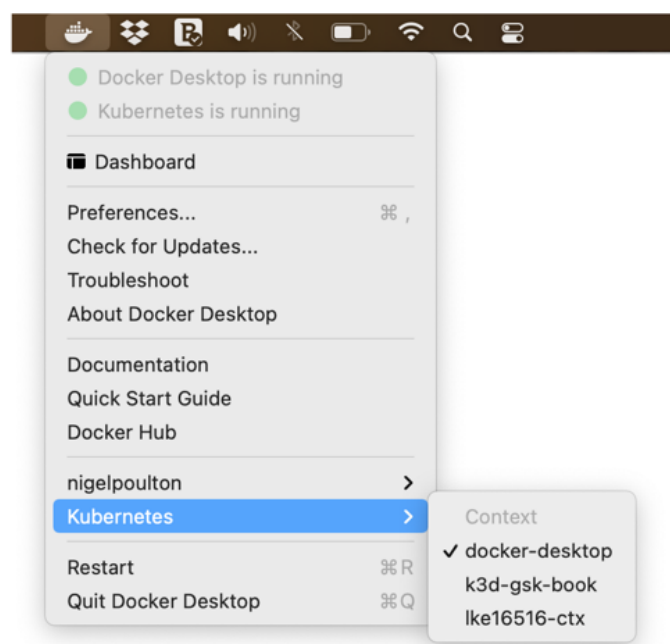 Docker Desktop is running
Kubernetes is running
Dashboard
Preferences... ⌘ ,
Check for Updates...
Troubleshoot
About Docker Desktop
Documentation
Quick Start Guide
Docker Hub
nigelpoulton
Kubernetes
Context
✓ docker-desktop
k3d-gsk-book
lke16516-ctx
Restart ⌘R
Quit Docker Desktop ⌘Q